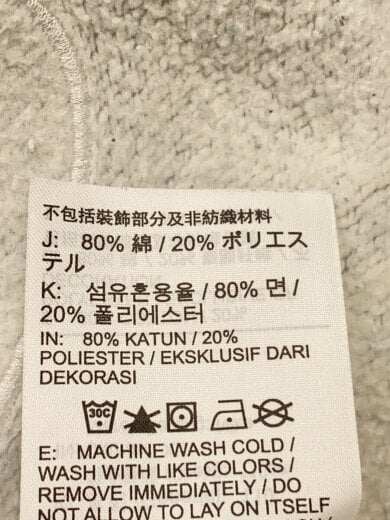 不包括裝飾部分及非紡織材料
J: 80% 綿 / 20% ポリエス
テル
K: 섬유혼용율 / 80% 면 /
20% 폴리에스터
IN: 80% KATUN / 20%
POLIESTER / EKSKLUSIF DARI
DEKORASI
30C
E: MACHINE WASH COLD /
WASH WITH LIKE COLORS /
REMOVE IMMEDIATELY / DO
NOT ALLOW TO LAY ON ITSELF